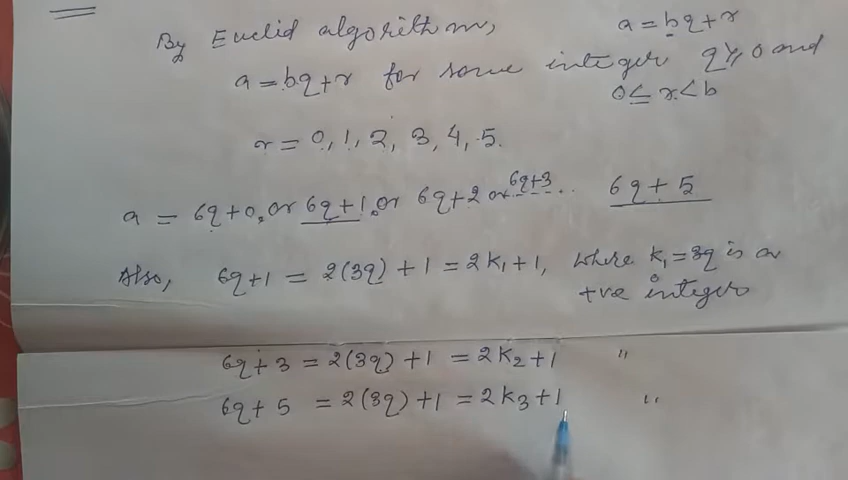 By Euclid algorithm,
a = bq + r
a = bq + r for some integer q ≥ 0 and
0 ≤ r < b
r = 0, 1, 2, 3, 4, 5.
a = 6q + 0, or 6q + 1, or 6q + 2 or 6q+3 ... 6q + 5
Also, 6q + 1 = 2(3q) + 1 = 2k₁ + 1, where k₁ = 3q is a
+ve integer
6q + 3 = 2(3q) + 1 = 2k₂ + 1 "
6q + 5 = 2(3q) + 1 = 2k₃ + 1 "